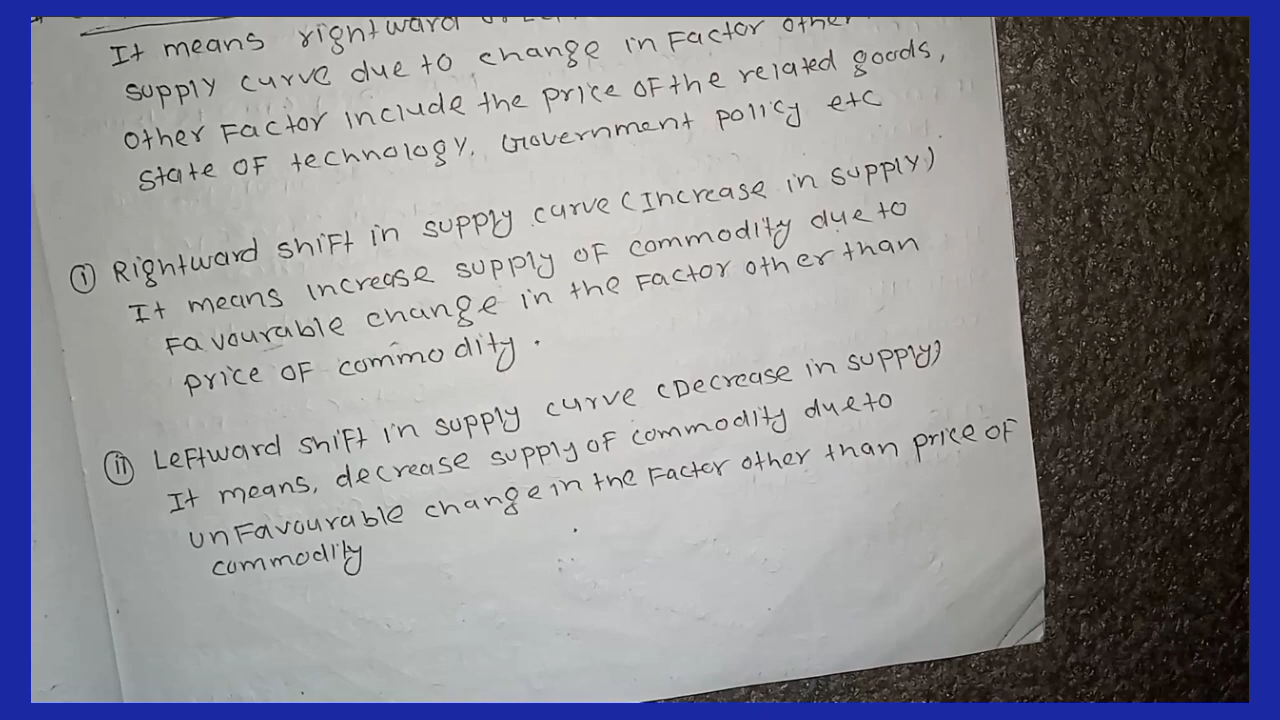 It means rightward
supply curve due to change in Factor other
other Factor include the price of the related goods,
state of technology, Government policy etc
(i) Rightward shift in supply curve (Increase in supply)
It means increase supply of commodity due to
favourable change in the Factor other than
price of commodity.
(ii) Leftward shift in supply curve (Decrease in supply)
It means, decrease supply of commodity due to
unfavourable change in the Factor other than price of
commodity